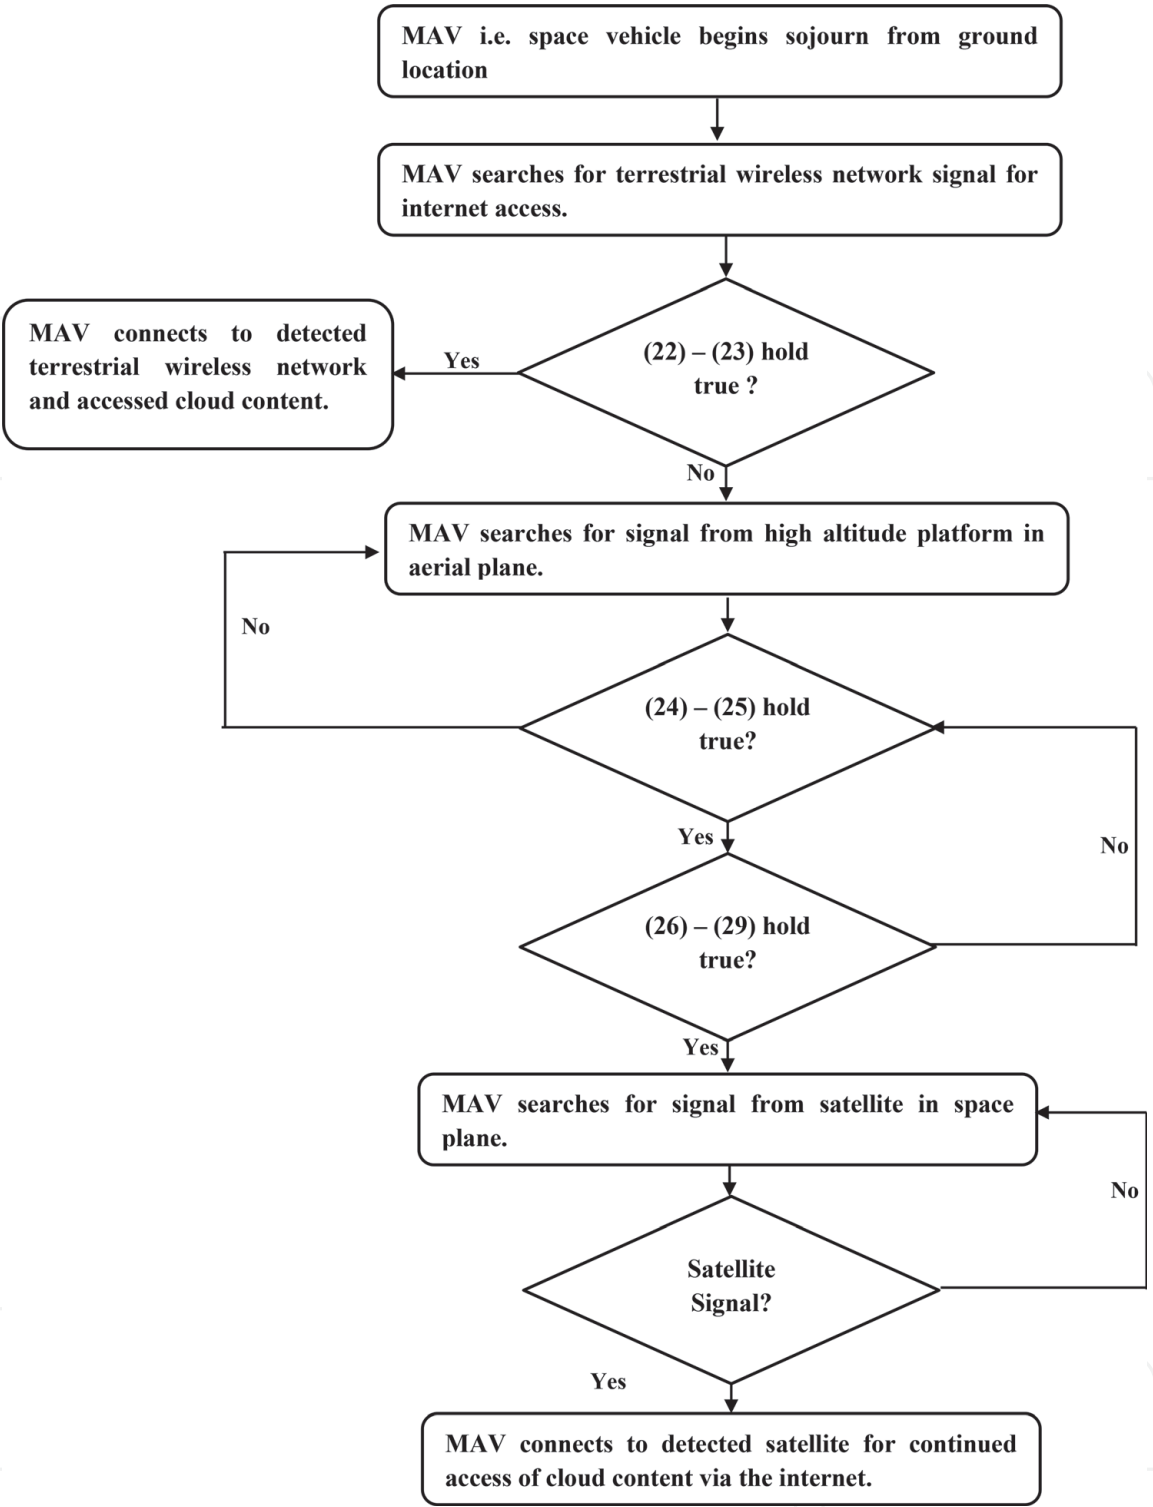 MAV i.e. space vehicle begins sojourn from ground
location
MAV searches for terrestrial wireless network signal for
internet access.
MAV connects to detected
terrestrial wireless network
and accessed cloud content.
Yes
(22) – (23) hold
true ?
No
MAV searches for signal from high altitude platform in
aerial plane.
No
(24) – (25) hold
true?
Yes
No
(26) – (29) hold
true?
Yes
MAV searches for signal from satellite in space
plane.
No
Satellite
Signal?
Yes
MAV connects to detected satellite for continued
access of cloud content via the internet.